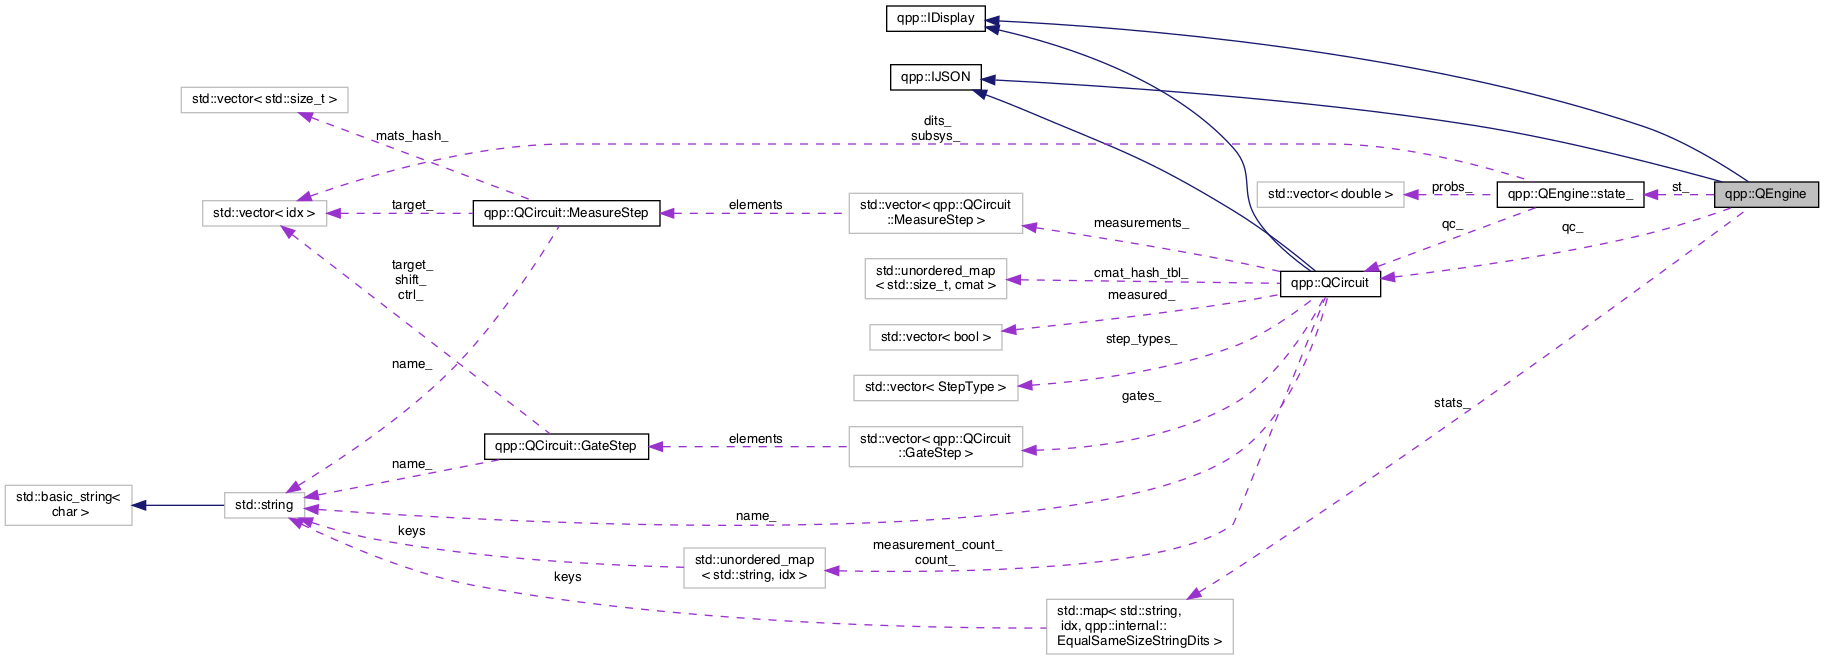 qpp::IDisplay
qpp::IJSON
std::vector< std::size_t >
mats_hash_
dits_
subsys_
std::vector< idx >
target_
qpp::QCircuit::MeasureStep
elements
std::vector< qpp::QCircuit
::MeasureStep >
std::vector< double >
probs_
qpp::QEngine::state_
st_
qpp::QEngine
measurements_
qc_
qc_
target_
shift_
ctrl_
std::unordered_map
< std::size_t, cmat >
cmat_hash_tbl_
qpp::QCircuit
measured_
std::vector< bool >
step_types_
name_
std::vector< StepType >
gates_
stats_
qpp::QCircuit::GateStep
elements
std::vector< qpp::QCircuit
::GateStep >
name_
std::basic_string<
char >
std::string
name_
keys
measurement_count_
count_
std::unordered_map
< std::string, idx >
keys
std::map< std::string,
idx, qpp::internal::
EqualSameSizeStringDits >